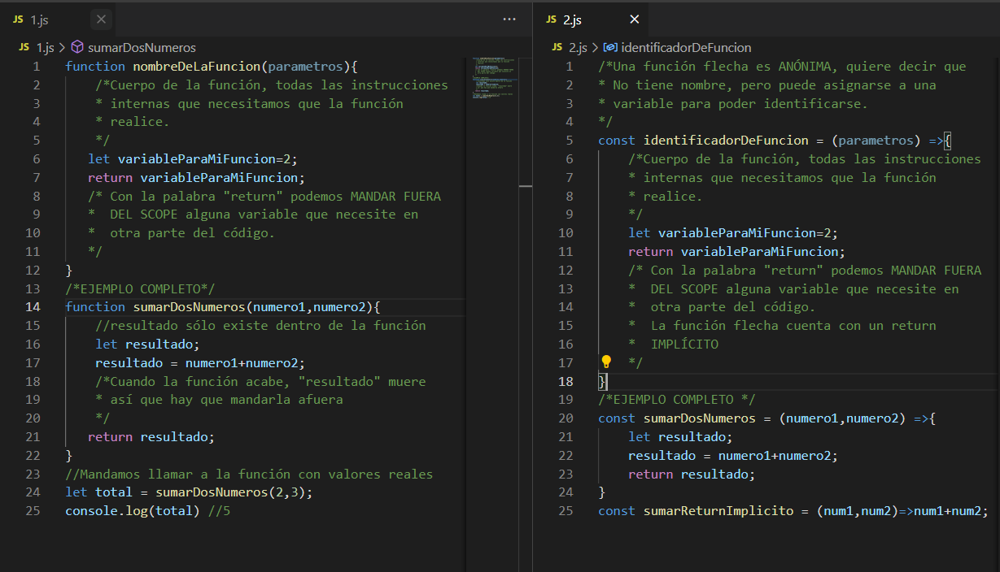 JS 1.js
JS 1.js > sumarDosNumeros
1 function nombreDeLaFuncion(parametros){
2 /*Cuerpo de la función, todas las instrucciones
3 * internas que necesitamos que la función
4 * realice.
5 */
6 let variableParaMiFuncion=2;
7 return variableParaMiFuncion;
8 /* Con la palabra "return" podemos MANDAR FUERA
9 * DEL SCOPE alguna variable que necesite en
10 * otra parte del código.
11 */
12 }
13 /*EJEMPLO COMPLETO*/
14 function sumarDosNumeros(numero1,numero2){
15 //resultado sólo existe dentro de la función
16 let resultado;
17 resultado = numero1+numero2;
18 /*Cuando la función acabe, "resultado" muere
19 * así que hay que mandarla afuera
20 */
21 return resultado;
22 }
23 //Mandamos llamar a la función con valores reales
24 let total = sumarDosNumeros(2,3);
25 console.log(total) //5
JS 2.js
JS 2.js > identificadorDeFuncion
1 /*Una función flecha es ANÓNIMA, quiere decir que
2 * No tiene nombre, pero puede asignarse a una
3 * variable para poder identificarse.
4 */
5 const identificadorDeFuncion = (parametros) =>{
6 /*Cuerpo de la función, todas las instrucciones
7 * internas que necesitamos que la función
8 * realice.
9 */
10 let variableParaMiFuncion=2;
11 return variableParaMiFuncion;
12 /* Con la palabra "return" podemos MANDAR FUERA
13 * DEL SCOPE alguna variable que necesite en
14 * otra parte del código.
15 * La función flecha cuenta con un return
16 * IMPLÍCITO
17 */
18 }
19 /*EJEMPLO COMPLETO */
20 const sumarDosNumeros = (numero1,numero2) =>{
21 let resultado;
22 resultado = numero1+numero2;
23 return resultado;
24 }
25 const sumarReturnImplicito = (num1,num2)=>num1+num2;